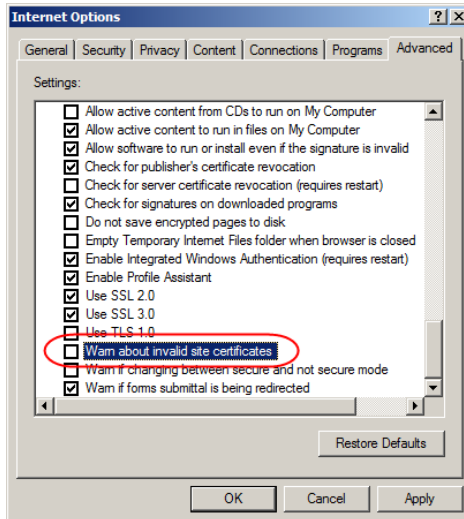 Internet Options
General Security Privacy Content Connections Programs Advanced
Settings:
Allow active content from CDs to run on My Computer
Allow active content to run in files on My Computer
Allow software to run or install even if the signature is invalid
Check for publisher's certificate revocation
Check for server certificate revocation (requires restart)
Check for signatures on downloaded programs
Do not save encrypted pages to disk
Empty Temporary Internet Files folder when browser is closed
Enable Integrated Windows Authentication (requires restart)
Enable Profile Assistant
Use SSL 2.0
Use SSL 3.0
Use TLS 1.0
Warn about invalid site certificates
Warn if changing between secure and not secure mode
Warn if forms submittal is being redirected
Restore Defaults
OK Cancel Apply